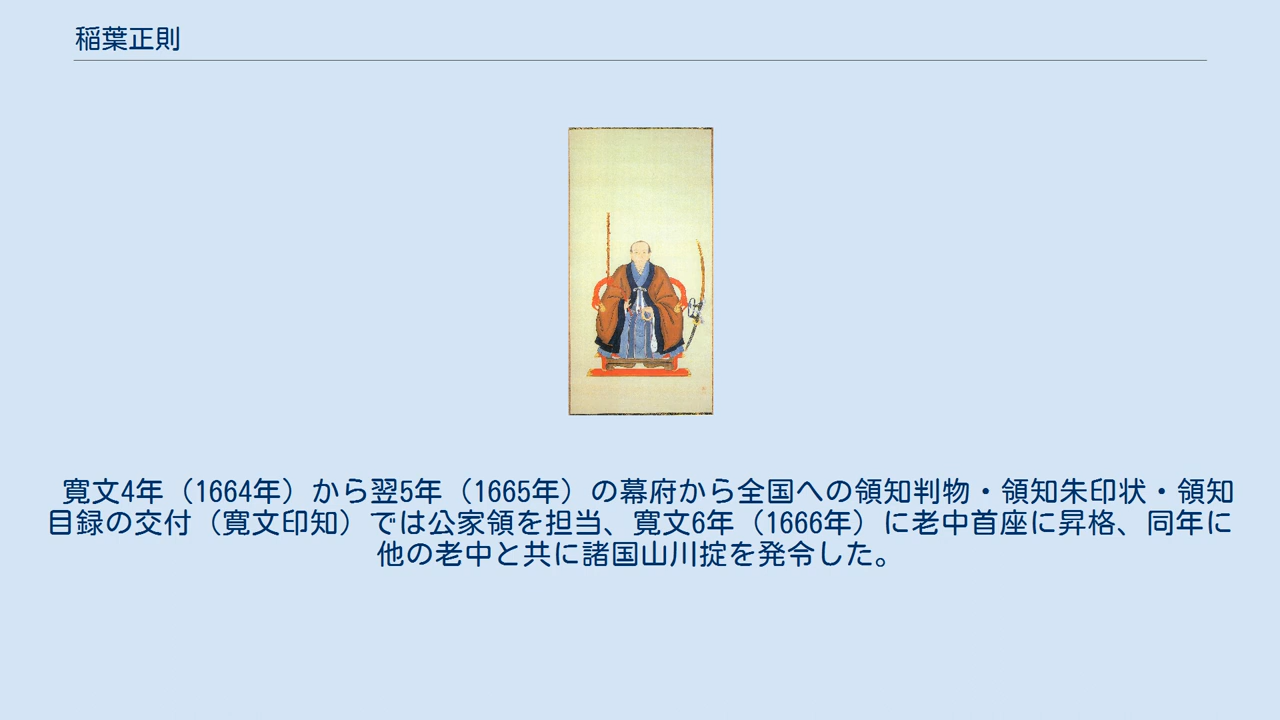 稲葉正則
寛文4年（1664年）から翌5年（1665年）の幕府から全国への領知判物・領知朱印状・領知
目録の交付（寛文印知）では公家領を担当、寛文6年（1666年）に老中首座に昇格、同年に
他の老中と共に諸国山川掟を発令した。